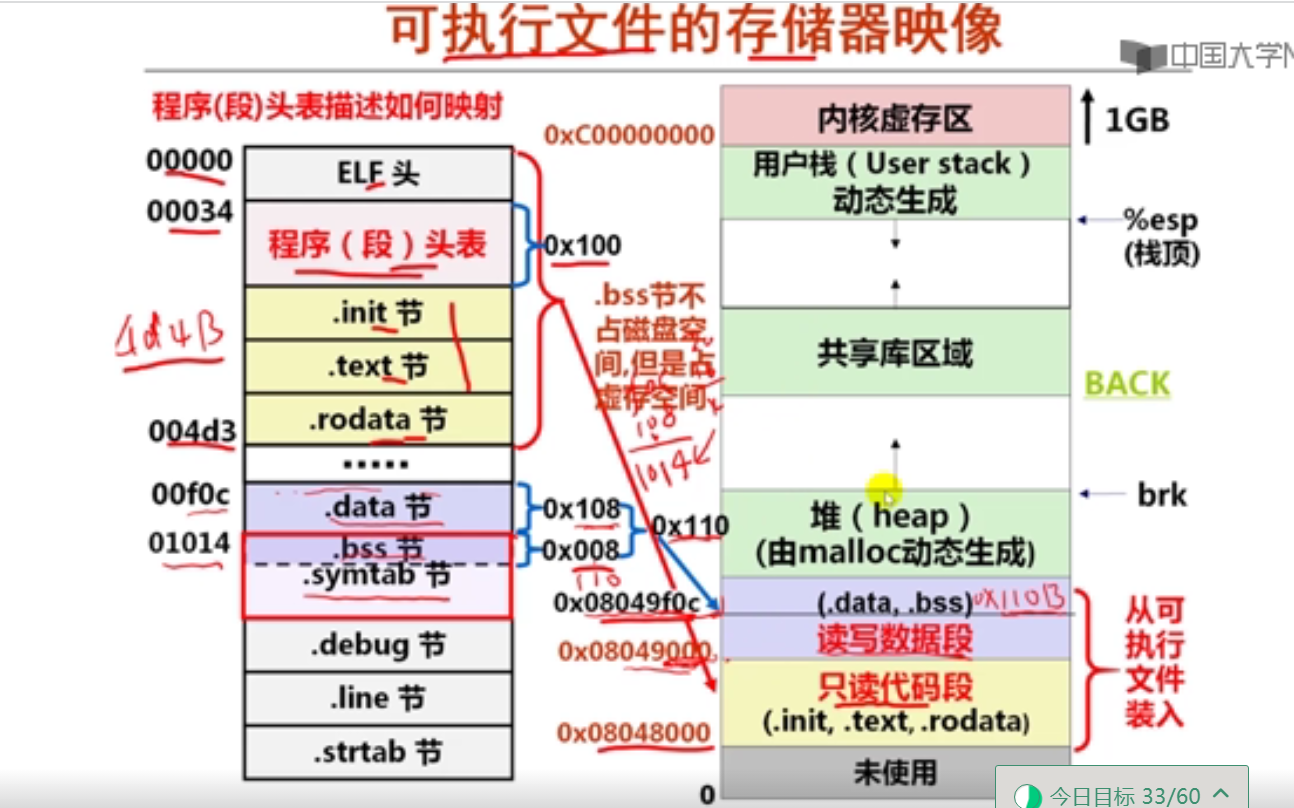 可执行文件的存储器映像
中国大学M
程序(段)头表描述如何映射
00000
00034
004d3
00f0c
01014
1d4B
ELF 头
程序（段）头表
.init 节
.text 节
.rodata 节
.....
.data 节
.bss 节
.symtab 节
.debug 节
.line 节
.strtab 节
0x100
.bss节不
占磁盘空
间,但是占
虚存空间
108
1014
0x108
0x008
0x110
110
0xC00000000
0x08049f0c
0x08049000
0x08048000
0
内核虚存区
用户栈（User stack）
动态生成
共享库区域
堆（heap）
(由malloc动态生成)
(.data, .bss)
0x110B
读写数据段
只读代码段
(.init, .text, .rodata)
未使用
1GB
%esp
(栈顶)
BACK
brk
从可
执行
文件
装入
今日目标 33/60